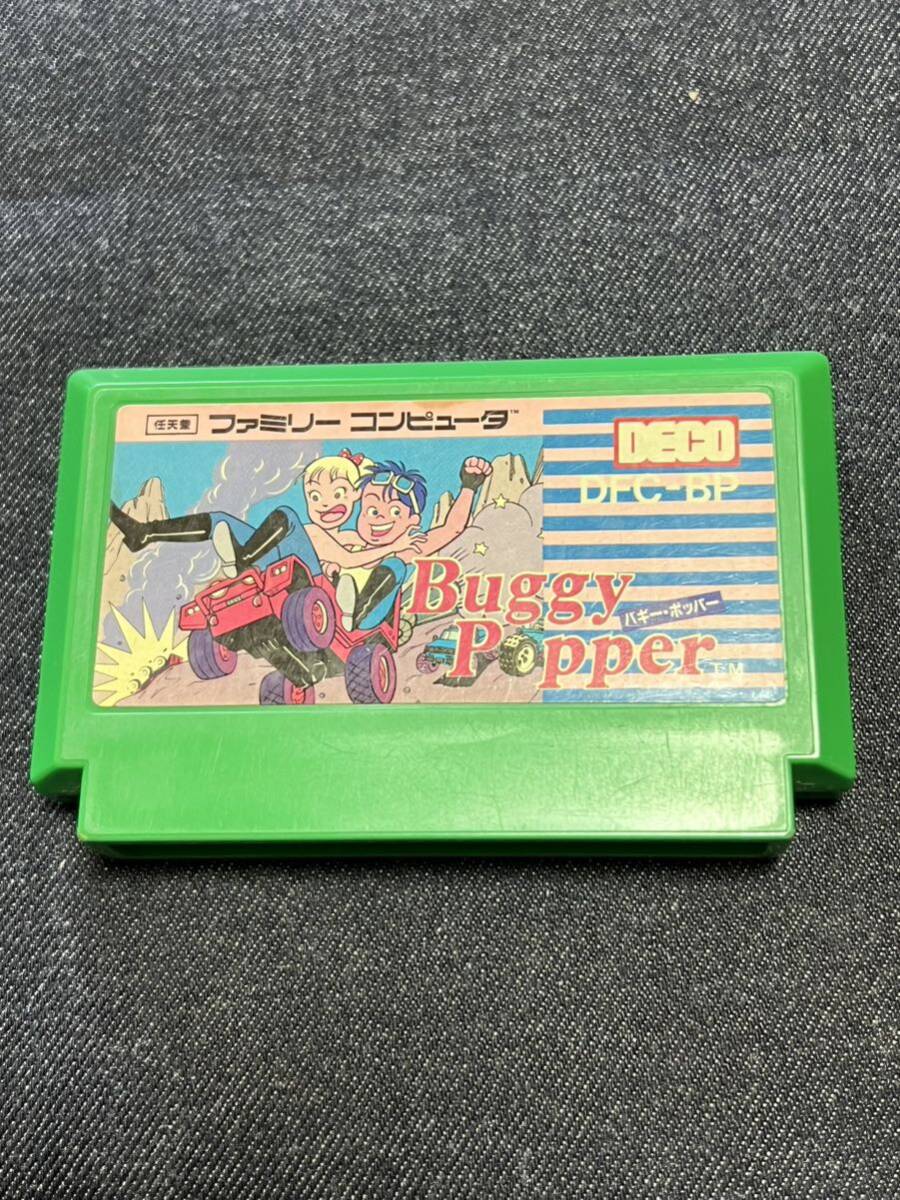 任天堂 ファミリー コンピュータ™
DECO
DFC-BP
Buggy
Popper
バギー・ポッパー
T·M